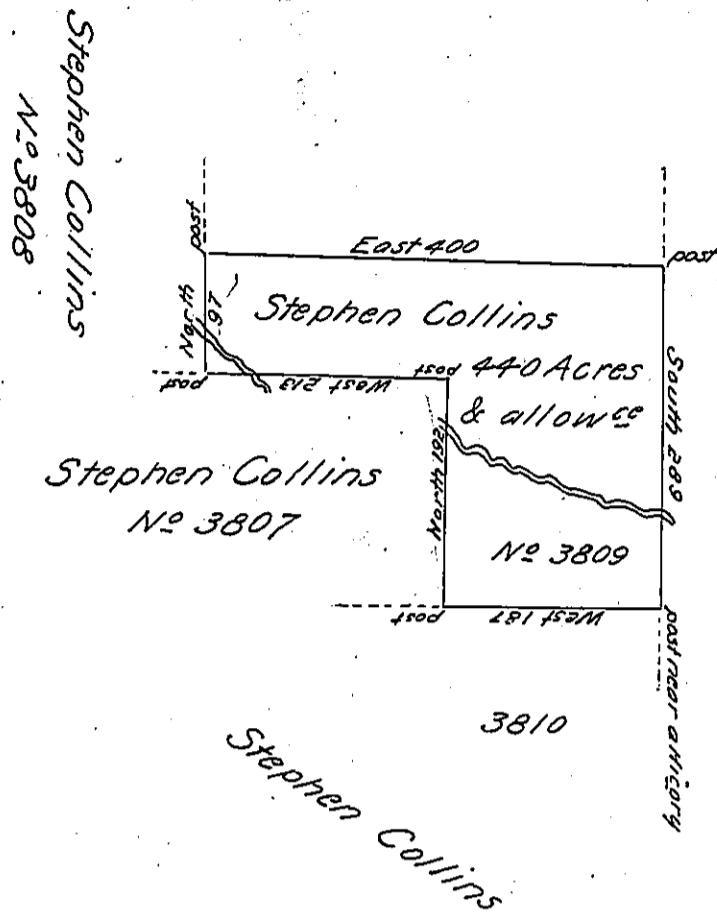 Stephen Collins
Nº 3808
post
East 400
post
North
97
Stephen Collins
440 Acres
& allowce
post
West 213
post
South 289
Stephen Collins
Nº 3807
North 192
Nº 3809
post
West 187
post near a Hicory
3810
Stephen Collins